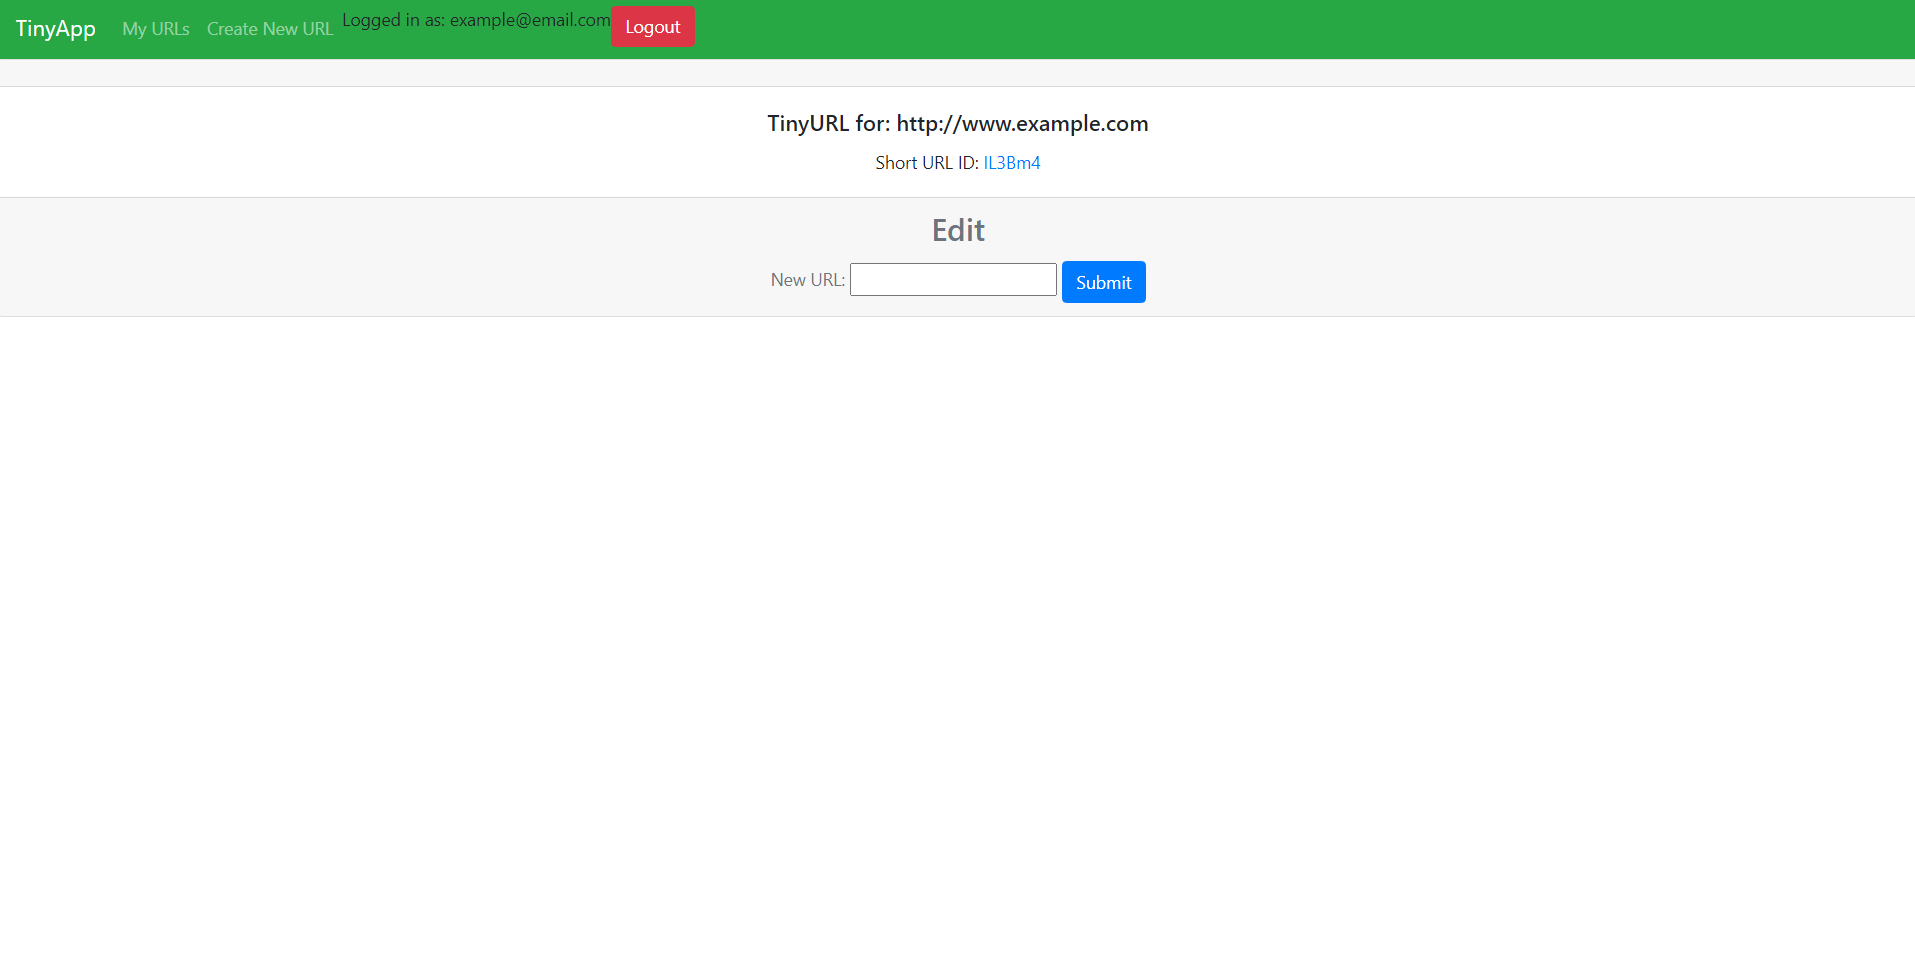 TinyApp My URLs Create New URL Logged in as: example@email.com Logout
TinyURL for: http://www.example.com
Short URL ID: IL3Bm4
Edit
New URL: Submit